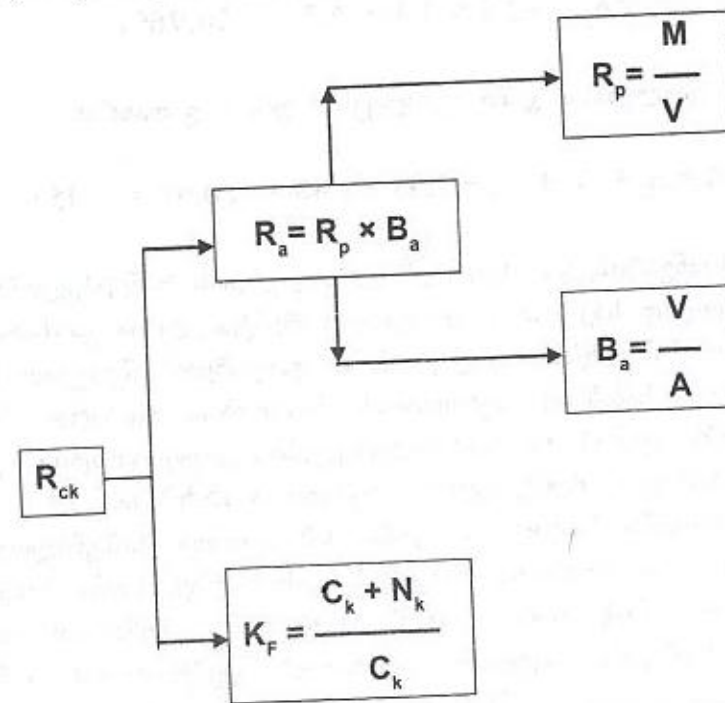 R_p = M / V
R_a = R_p × B_a
B_a = V / A
R_ck
K_F = (C_k + N_k) / C_k